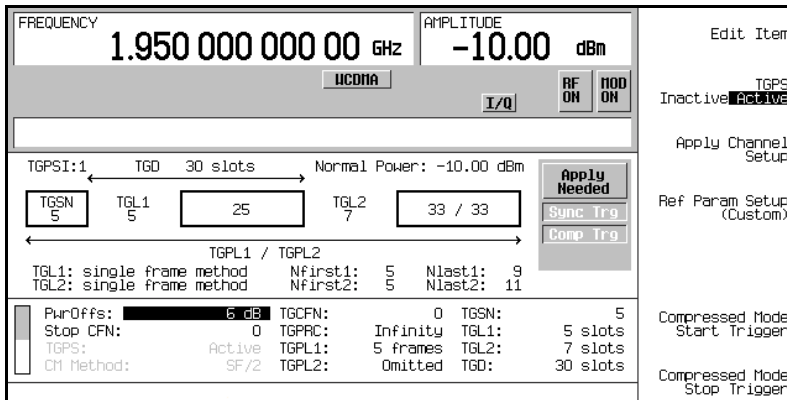 FREQUENCY
1.950 000 000 00 GHz
AMPLITUDE
-10.00 dBm
WCDMA
I/Q
RF ON
MOD ON
TGPSI:1
TGD 30 slots
Normal Power: -10.00 dBm
Apply Needed
Sync Trg
Comp Trg
TGSN 5
TGL1 5
25
TGL2 7
33 / 33
TGPL1 / TGPL2
TGL1: single frame method Nfirst1: 5 Nlast1: 9
TGL2: single frame method Nfirst2: 5 Nlast2: 11
PwrOffs: 6 dB TGCFN: 0 TGSN: 5
Stop CFN: 0 TGPRC: Infinity TGL1: 5 slots
TGPS: Active TGPL1: 5 frames TGL2: 7 slots
CM Method: SF/2 TGPL2: Omitted TGD: 30 slots
Edit Item
TGPS
Inactive Active
Apply Channel
Setup
Ref Param Setup
(Custom)
Compressed Mode
Start Trigger
Compressed Mode
Stop Trigger